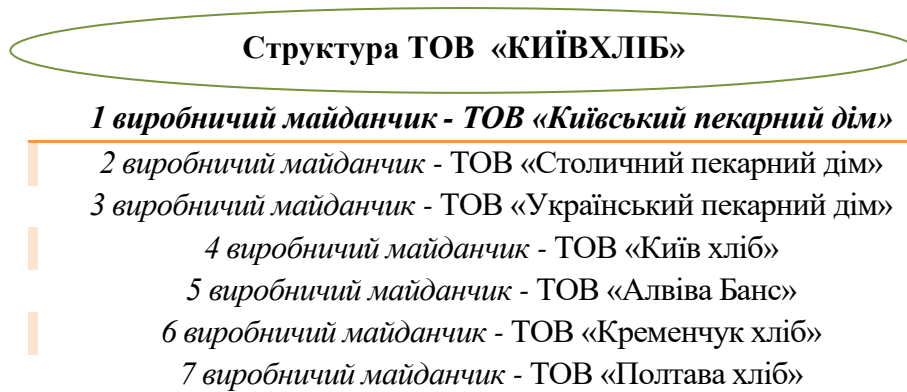 Структура ТОВ «КИЇВХЛІБ»
1 виробничий майданчик - ТОВ «Київський пекарний дім»
2 виробничий майданчик - ТОВ «Столичний пекарний дім»
3 виробничий майданчик - ТОВ «Український пекарний дім»
4 виробничий майданчик - ТОВ «Київ хліб»
5 виробничий майданчик - ТОВ «Алвіва Банс»
6 виробничий майданчик - ТОВ «Кременчук хліб»
7 виробничий майданчик - ТОВ «Полтава хліб»